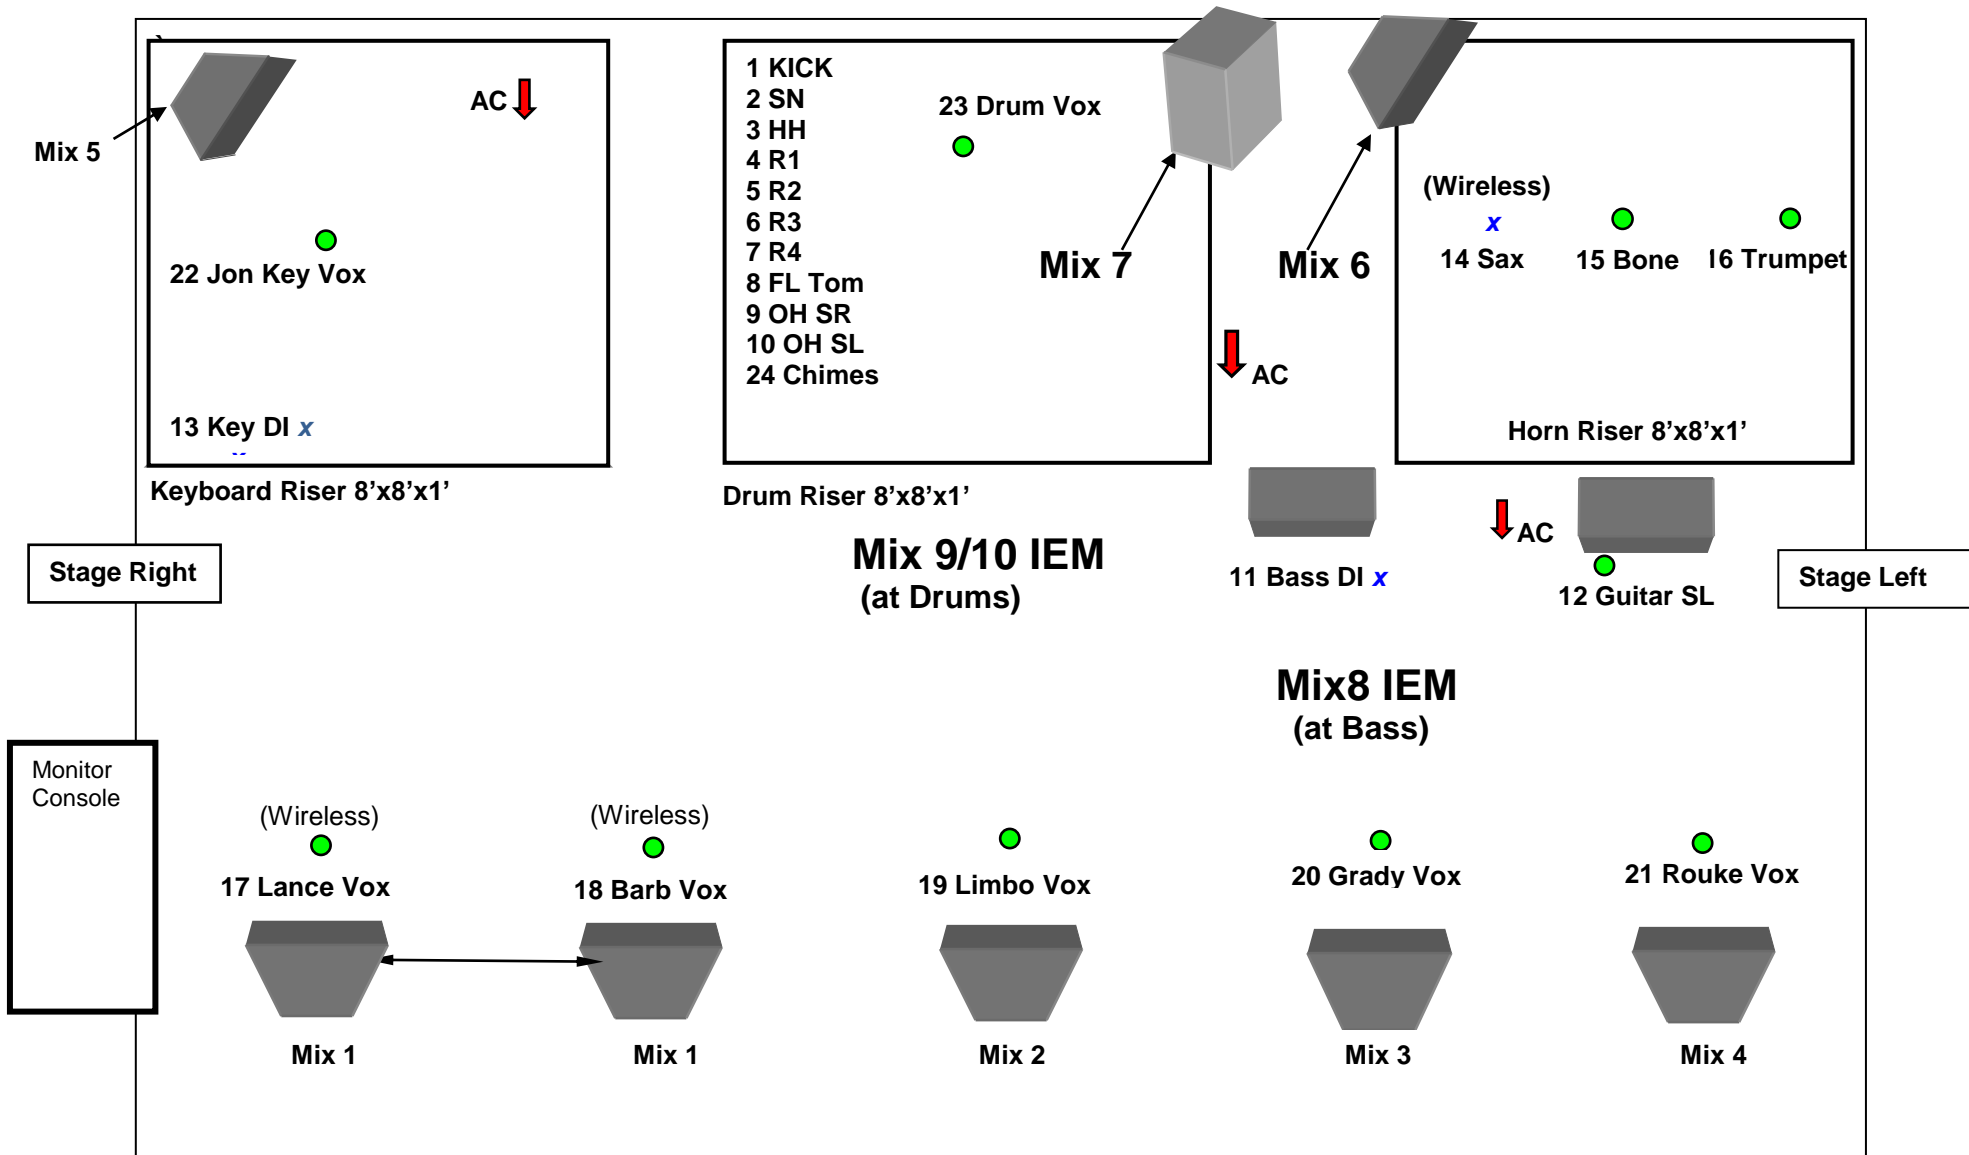 Mix 5
AC
22 Jon Key Vox
13 Key DI x
x
Keyboard Riser 8’x8’x1’
1 KICK
2 SN
3 HH
4 R1
5 R2
6 R3
7 R4
8 FL Tom
9 OH SR
10 OH SL
24 Chimes
23 Drum Vox
Mix 7
Drum Riser 8’x8’x1’
AC
Mix 6
(Wireless)
x
14 Sax
15 Bone
16 Trumpet
Horn Riser 8’x8’x1’
Stage Right
Mix 9/10 IEM
(at Drums)
11 Bass DI x
AC
12 Guitar SL
Stage Left
Mix8 IEM
(at Bass)
Monitor
Console
(Wireless)
17 Lance Vox
Mix 1
(Wireless)
18 Barb Vox
Mix 1
19 Limbo Vox
Mix 2
20 Grady Vox
Mix 3
21 Rouke Vox
Mix 4